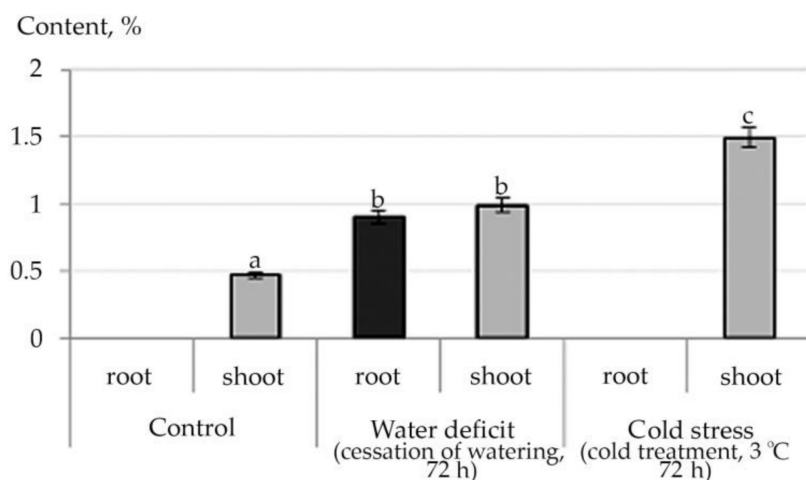 Content, %
2
1.5
1
0.5
0
a
b
b
c
root shoot root shoot root shoot
Control Water deficit Cold stress
(cessation of watering, (cold treatment, 3 °C
72 h) 72 h)